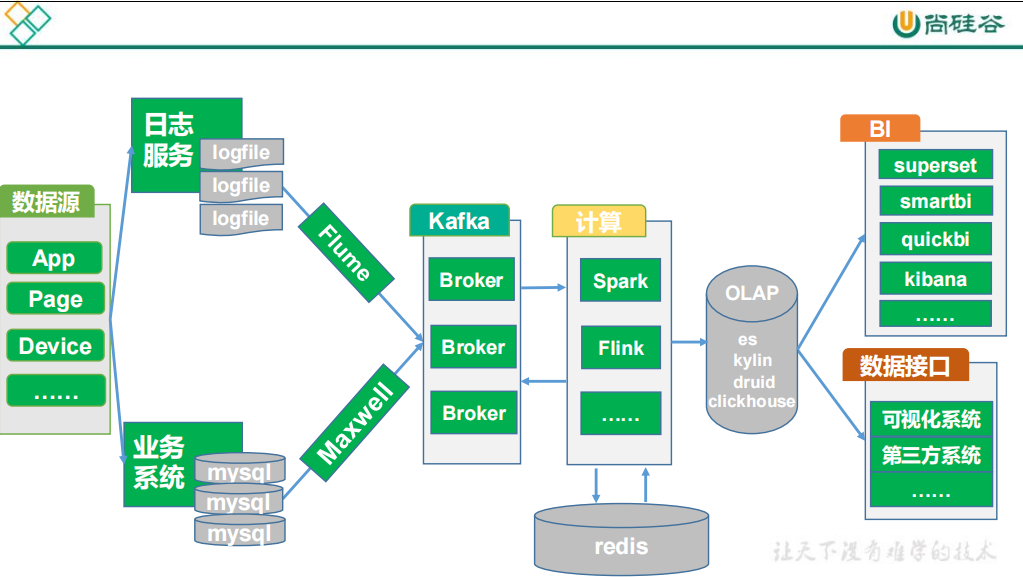 尚硅谷
数据源
App
Page
Device
……
日志
服务
logfile
logfile
logfile
业务
系统
mysql
mysql
mysql
Flume
Maxwell
Kafka
Broker
Broker
Broker
计算
Spark
Flink
……
redis
OLAP
es
kylin
druid
clickhouse
BI
superset
smartbi
quickbi
kibana
……
数据接口
可视化系统
第三方系统
……
让天下没有难学的技术